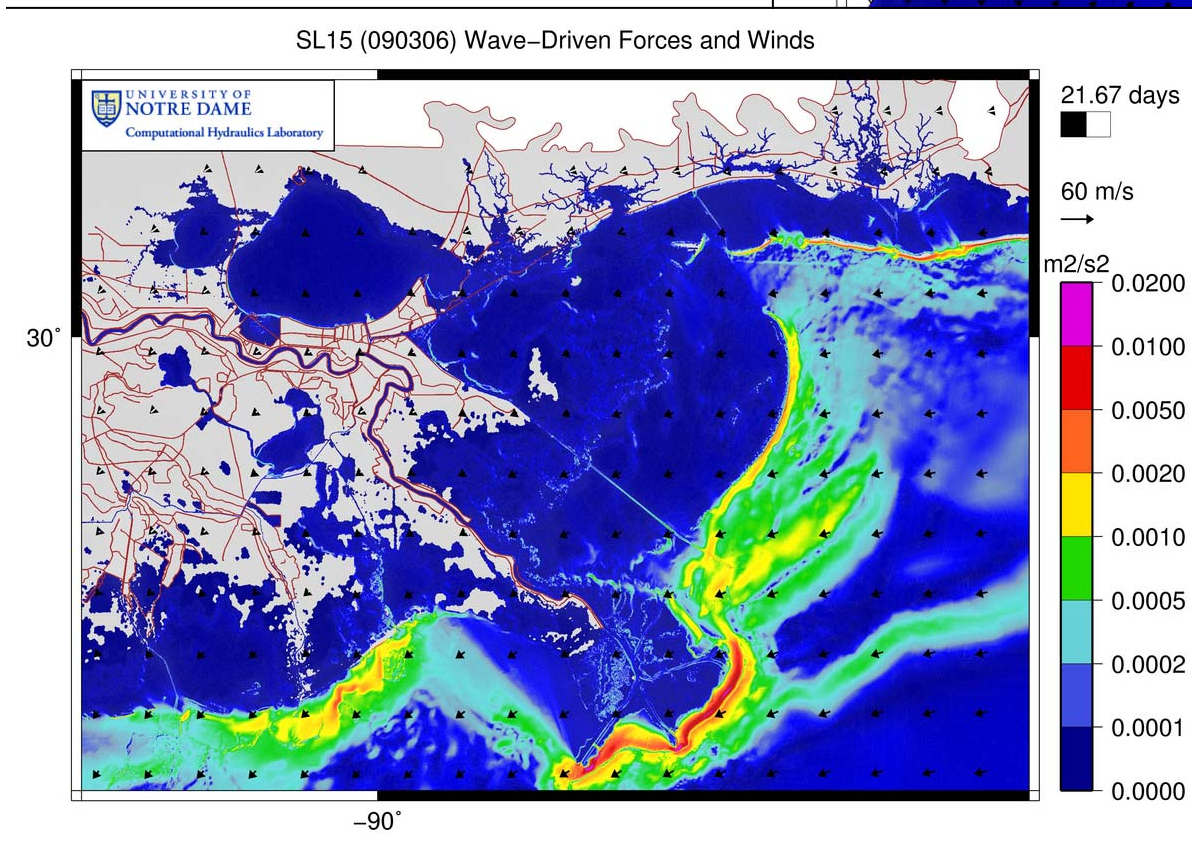 SL15 (090306) Wave−Driven Forces and Winds
UNIVERSITY OF
NOTRE DAME
Computational Hydraulics Laboratory
21.67 days
60 m/s
m2/s2
0.0200
0.0100
0.0050
0.0020
0.0010
0.0005
0.0002
0.0001
0.0000
30°
−90°